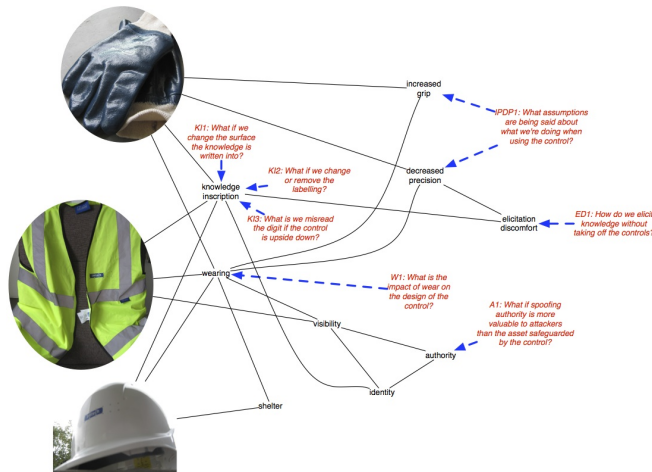 increased
grip
IPDP1: What assumptions
are being said about
what we're doing when
using the control?
KI1: What if we
change the surface
the knowledge is
written into?
KI2: What if we change
or remove the
labelling?
decreased
precision
knowledge
inscription
KI3: What is we misread
the digit if the control
is upside down?
elicitation
discomfort
ED1: How do we elicit
knowledge without
taking off the controls?
wearing
W1: What is the
impact of wear on
the design of the
control?
A1: What if spoofing
authority is more
valuable to attackers
than the asset safeguarded
by the control?
visibility
authority
identity
shelter